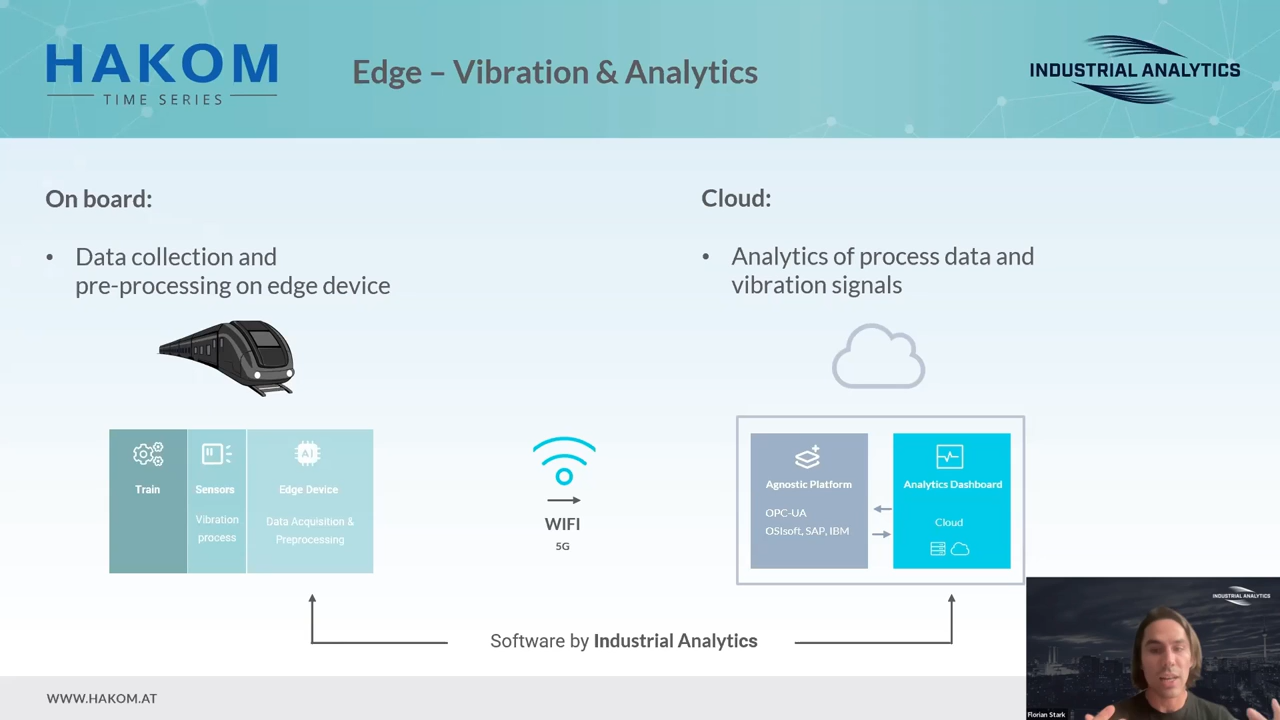 HAKOM
TIME SERIES
Edge – Vibration & Analytics
INDUSTRIAL ANALYTICS
On board:
• Data collection and
pre-processing on edge device
Cloud:
• Analytics of process data and
vibration signals
Train
Sensors
Vibration
process
AI
Edge Device
Data Acquisition &
Preprocessing
WIFI
5G
Agnostic Platform
OPC-UA
OSIsoft, SAP, IBM
Analytics Dashboard
Cloud
Software by Industrial Analytics
WWW.HAKOM.AT
INDUSTRIAL ANALYTICS
Florian Stark